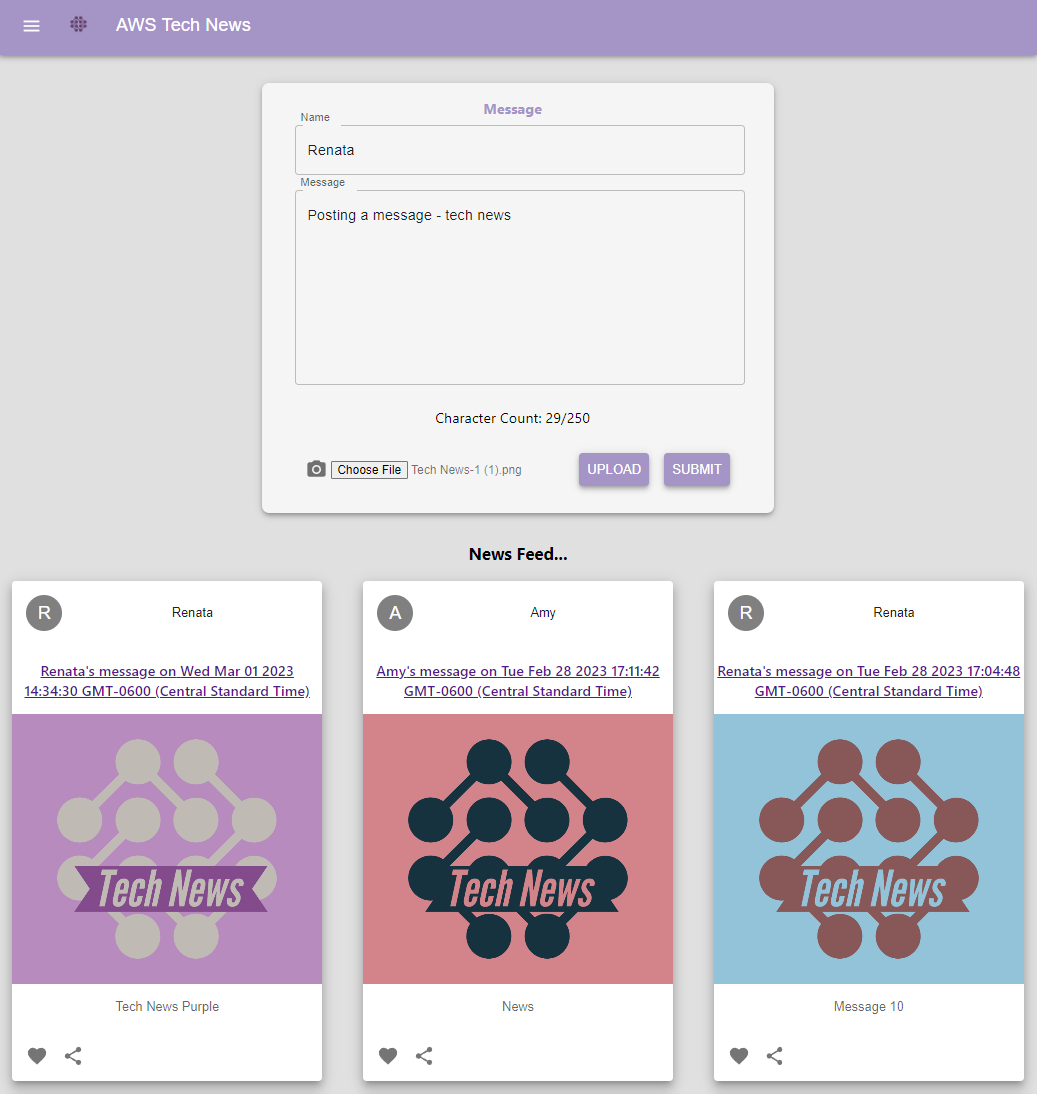 AWS Tech News
Message
Name
Renata
Message
Posting a message - tech news
Character Count: 29/250
Choose File Tech News-1 (1).png
UPLOAD
SUBMIT
News Feed...
R
Renata
Renata's message on Wed Mar 01 2023
14:34:30 GMT-0600 (Central Standard Time)
Tech News
Tech News Purple
A
Amy
Amy's message on Tue Feb 28 2023 17:11:42
GMT-0600 (Central Standard Time)
Tech News
News
R
Renata
Renata's message on Tue Feb 28 2023 17:04:48
GMT-0600 (Central Standard Time)
Tech News
Message 10